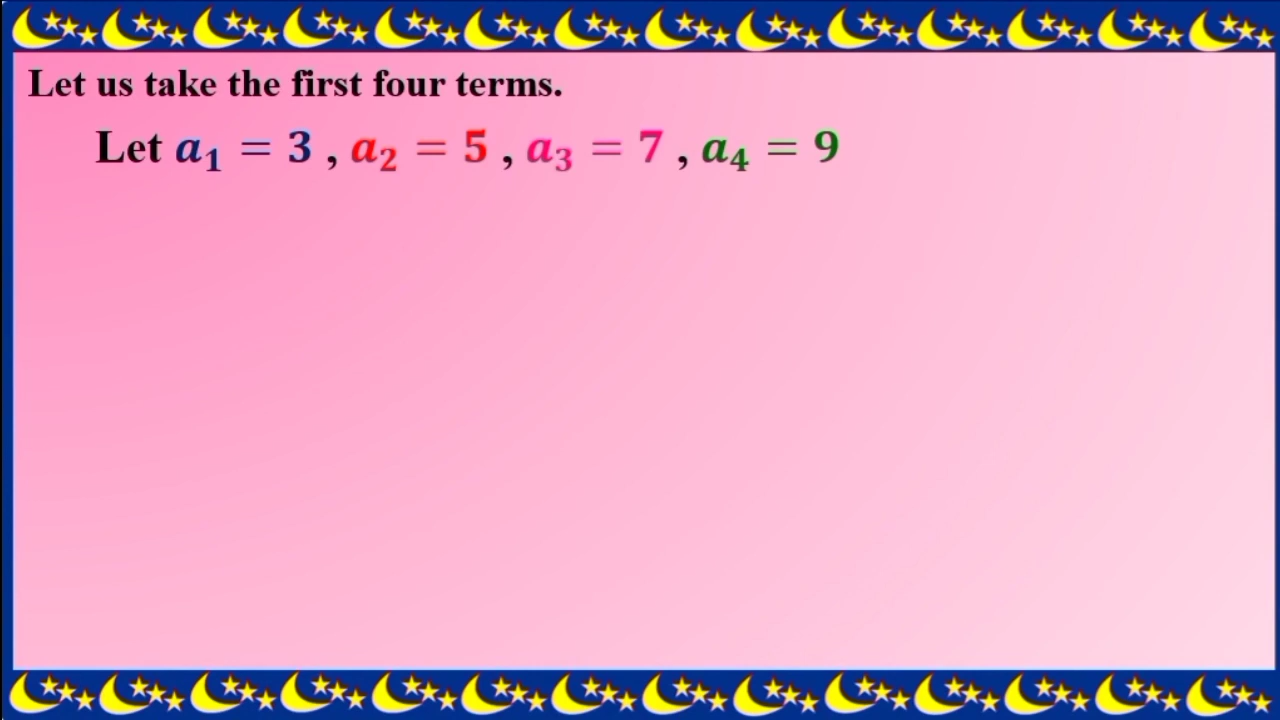 Let us take the first four terms.
Let a₁ = 3 , a₂ = 5 , a₃ = 7 , a₄ = 9